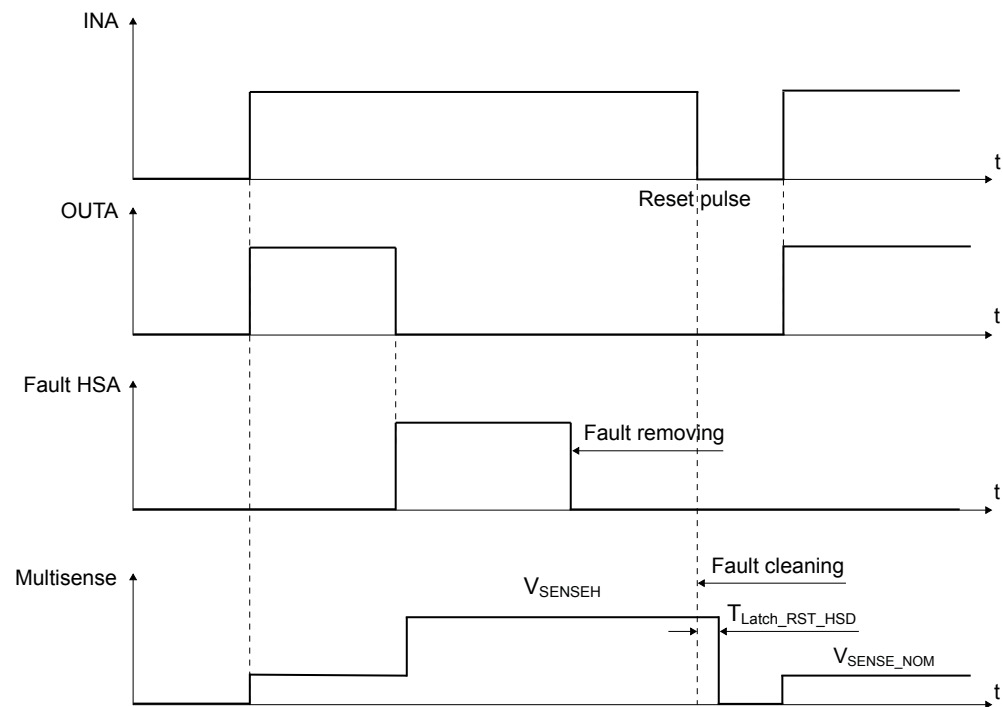 INA
t
Reset pulse
OUTA
t
Fault HSA
Fault removing
t
Multisense
Fault cleaning
VSENSEH
TLatch_RST_HSD
VSENSE_NOM
t